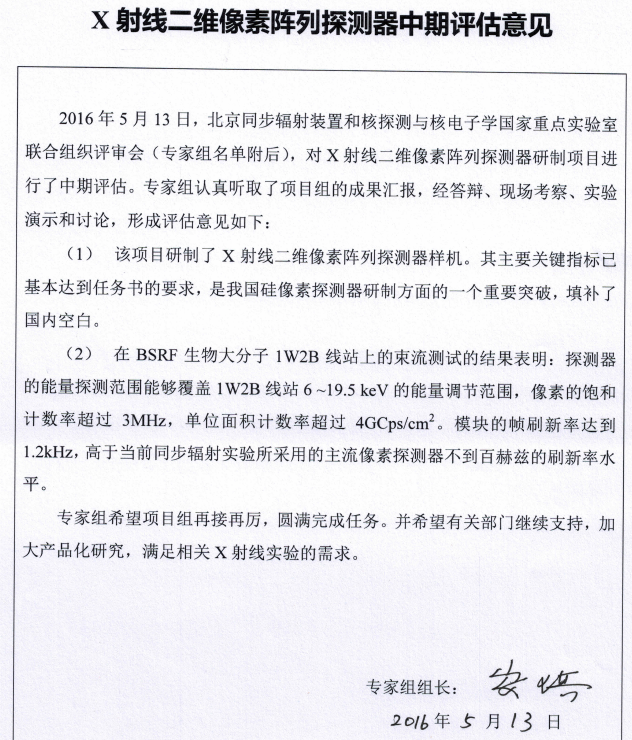 X 射线二维像素阵列探测器中期评估意见
2016 年 5 月 13 日，北京同步辐射装置和核探测与核电子学国家重点实验室
联合组织评审会（专家组名单附后），对 X 射线二维像素阵列探测器研制项目进
行了中期评估。专家组认真听取了项目组的成果汇报，经答辩、现场考察、实验
演示和讨论，形成评估意见如下：
（1） 该项目研制了 X 射线二维像素阵列探测器样机。其主要关键指标已
基本达到任务书的要求，是我国硅像素探测器研制方面的一个重要突破，填补了
国内空白。
（2） 在 BSRF 生物大分子 1W2B 线站上的束流测试的结果表明：探测器
的能量探测范围能够覆盖 1W2B 线站 6 ~19.5 keV 的能量调节范围，像素的饱和
计数率超过 3MHz，单位面积计数率超过 4GCps/cm²。模块的帧刷新率达到
1.2kHz，高于当前同步辐射实验所采用的主流像素探测器不到百赫兹的刷新率水
平。
专家组希望项目组再接再厉，圆满完成任务。并希望有关部门继续支持，加
大产品化研究，满足相关 X 射线实验的需求。
专家组组长：
2016 年 5 月 13 日